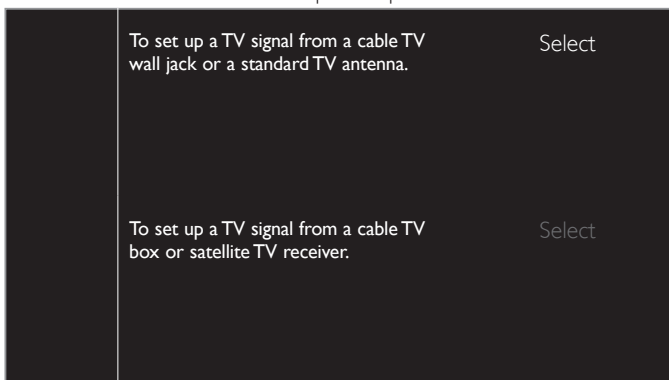 To set up a TV signal from a cable TV
wall jack or a standard TV antenna.
Select
To set up a TV signal from a cable TV
box or satellite TV receiver.
Select